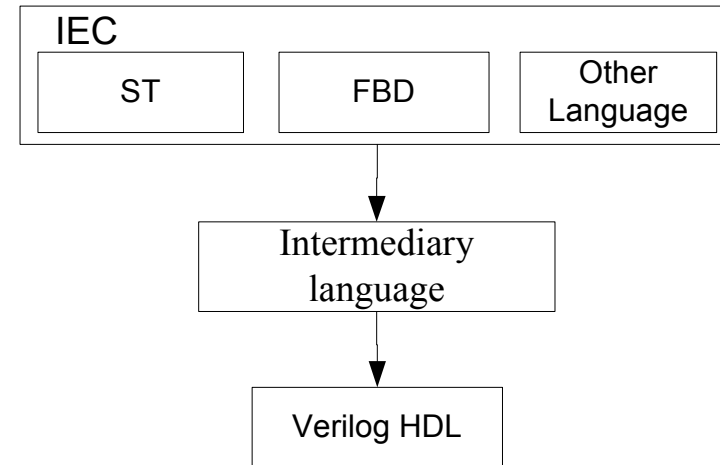 IEC
ST
FBD
Other
Language
Intermediary
language
Verilog HDL